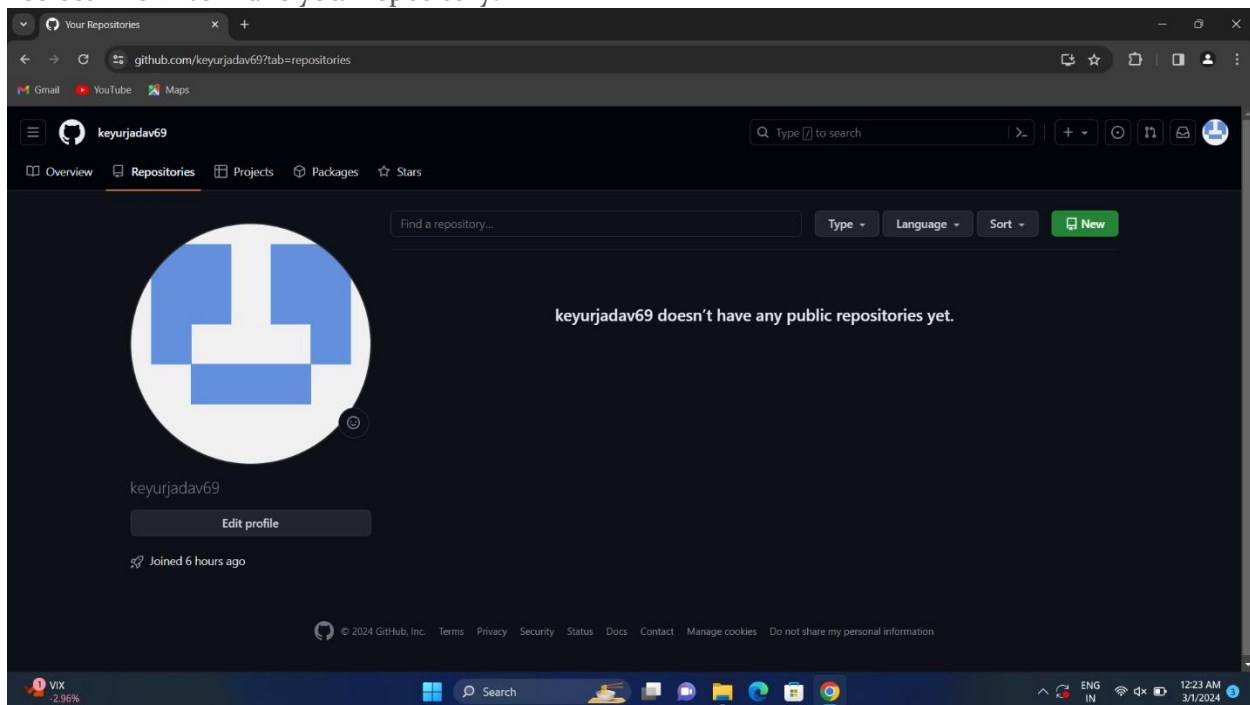 Your Repositories
github.com/keyurjadav69?tab=repositories
Gmail YouTube Maps
keyurjadav69
Type / to search
Overview Repositories Projects Packages Stars
Find a repository...
Type Language Sort New
keyurjadav69 doesn't have any public repositories yet.
keyurjadav69
Edit profile
Joined 6 hours ago
© 2024 GitHub, Inc. Terms Privacy Security Status Docs Contact Manage cookies Do not share my personal information
1 VIX
-2.96%
Search
ENG
IN
12:23 AM
3/1/2024
3